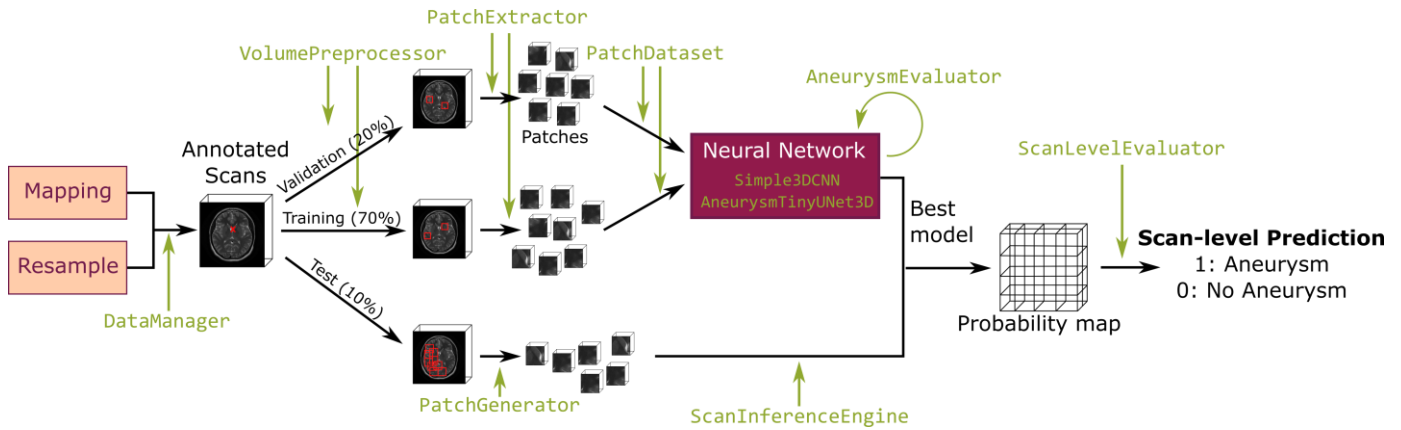 PatchExtractor
VolumePreprocessor
PatchDataset
AneurysmEvaluator
Patches
Validation (20%)
Annotated
Scans
Neural Network
Simple3DCNN
AneurysmTinyUNet3D
ScanLevelEvaluator
Mapping
Training (70%)
Best
model
Resample
Scan-level Prediction
1: Aneurysm
0: No Aneurysm
Test (10%)
DataManager
Probability map
PatchGenerator
ScanInferenceEngine